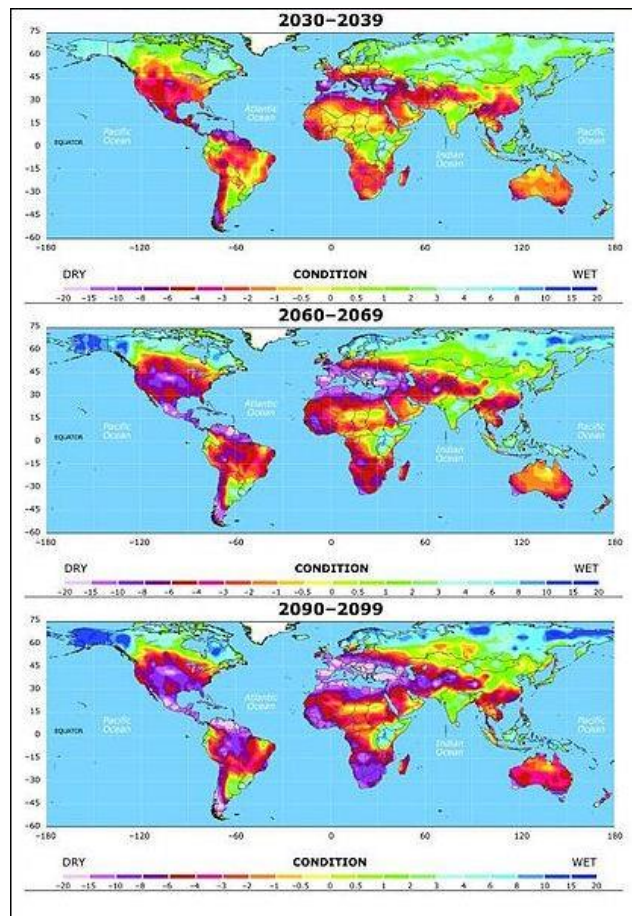 2030–2039
75
60
45
30
15
0
−15
−30
−45
−60
EQUATOR
Pacific Ocean
Atlantic Ocean
Indian Ocean
Pacific Ocean
−180 −120 −60 0 60 120 180
DRY CONDITION WET
−20 −15 −10 −8 −6 −4 −3 −2 −1 −0.5 0 0.5 1 2 3 4 6 8 10 15 20
2060–2069
75
60
45
30
15
0
−15
−30
−45
−60
EQUATOR
Pacific Ocean
Atlantic Ocean
Indian Ocean
Pacific Ocean
−180 −120 −60 0 60 120 180
DRY CONDITION WET
−20 −15 −10 −8 −6 −4 −3 −2 −1 −0.5 0 0.5 1 2 3 4 6 8 10 15 20
2090–2099
75
60
45
30
15
0
−15
−30
−45
−60
EQUATOR
Pacific Ocean
Atlantic Ocean
Indian Ocean
Pacific Ocean
−180 −120 −60 0 60 120 180
DRY CONDITION WET
−20 −15 −10 −8 −6 −4 −3 −2 −1 −0.5 0 0.5 1 2 3 4 6 8 10 15 20